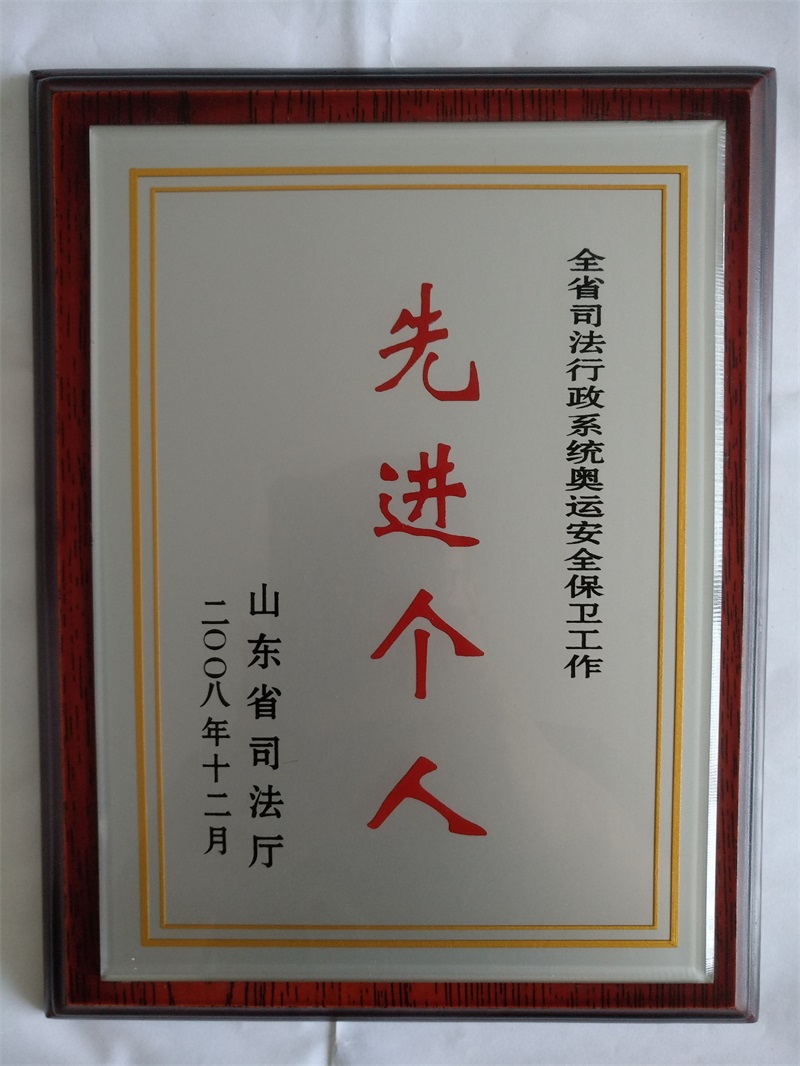 全省司法行政系统奥运安全保卫工作
先进个人
山东省司法厅
二〇〇八年十二月